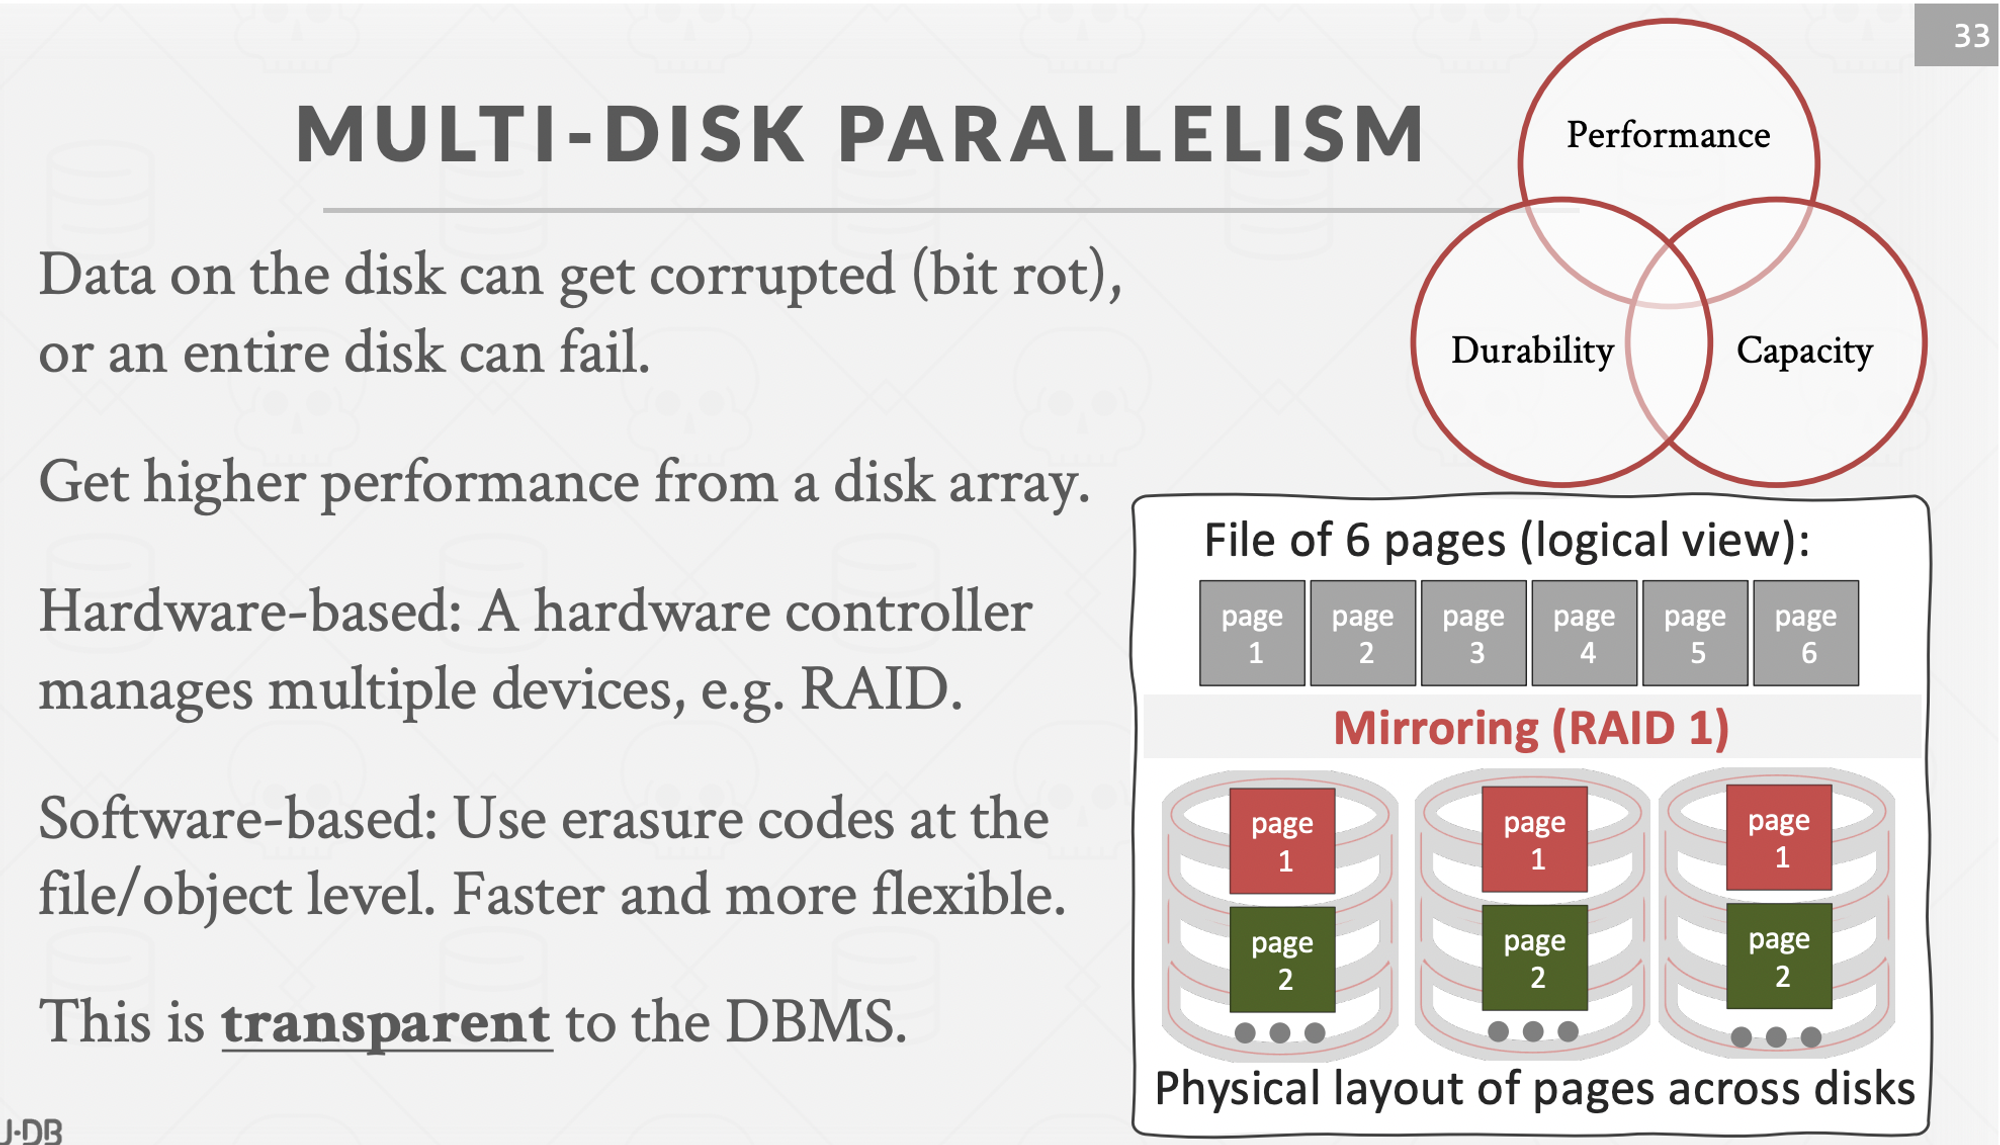 33
MULTI-DISK PARALLELISM
Performance
Durability
Capacity
Data on the disk can get corrupted (bit rot),
or an entire disk can fail.
Get higher performance from a disk array.
Hardware-based: A hardware controller
manages multiple devices, e.g. RAID.
Software-based: Use erasure codes at the
file/object level. Faster and more flexible.
This is transparent to the DBMS.
File of 6 pages (logical view):
page 1
page 2
page 3
page 4
page 5
page 6
Mirroring (RAID 1)
page 1
page 1
page 1
page 2
page 2
page 2
Physical layout of pages across disks
U·DB